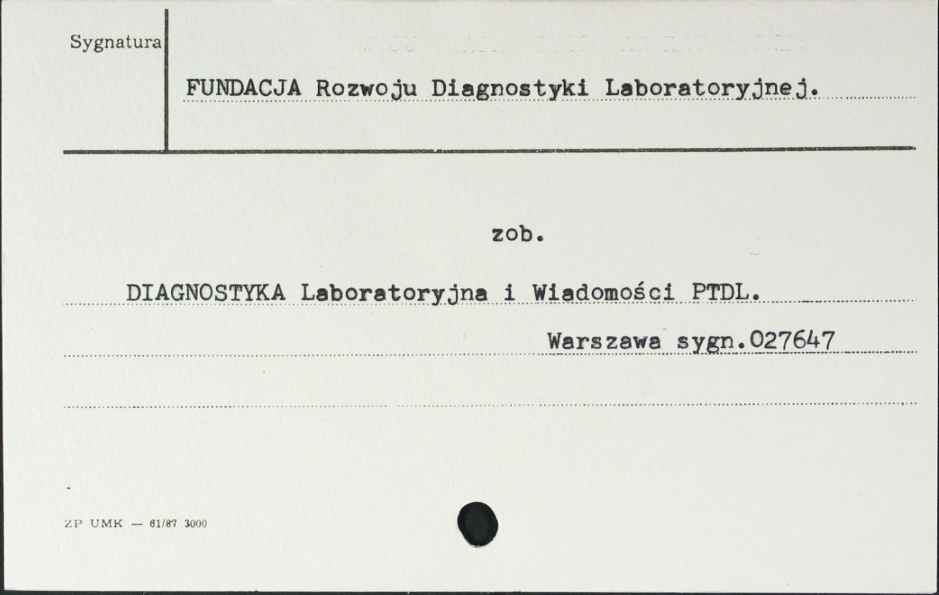 Sygnatura
FUNDACJA Rozwoju Diagnostyki Laboratoryjnej.
zob.
DIAGNOSTYKA Laboratoryjna i Wiadomości PTDL.
Warszawa sygn.027647
ZP UMK — 61/87 3000